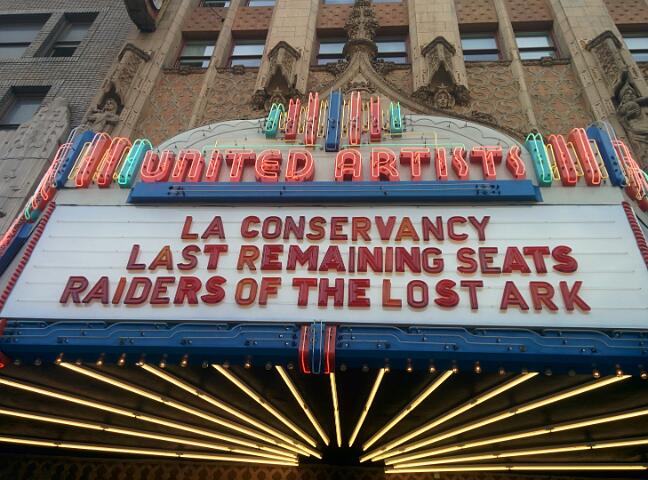 UNITED ARTISTS
LA CONSERVANCY
LAST REMAINING SEATS
RAIDERS OF THE LOST ARK